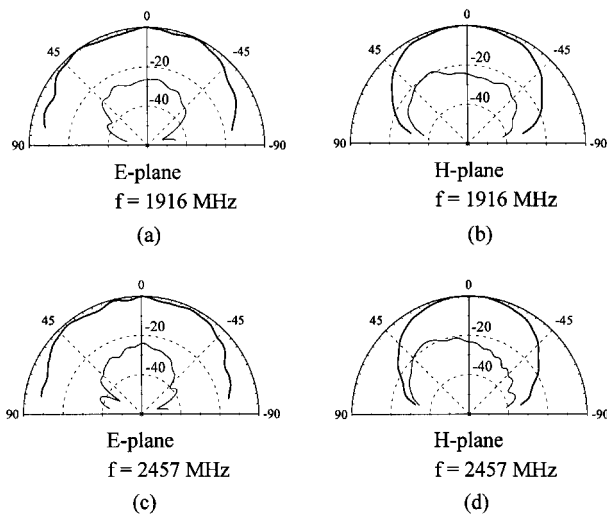 0
45
-45
-20
-40
90
-90
E-plane
f = 1916 MHz
(a)
0
45
-45
-20
-40
90
-90
H-plane
f = 1916 MHz
(b)
0
45
-45
-20
-40
90
-90
E-plane
f = 2457 MHz
(c)
0
45
-45
-20
-40
90
-90
H-plane
f = 2457 MHz
(d)